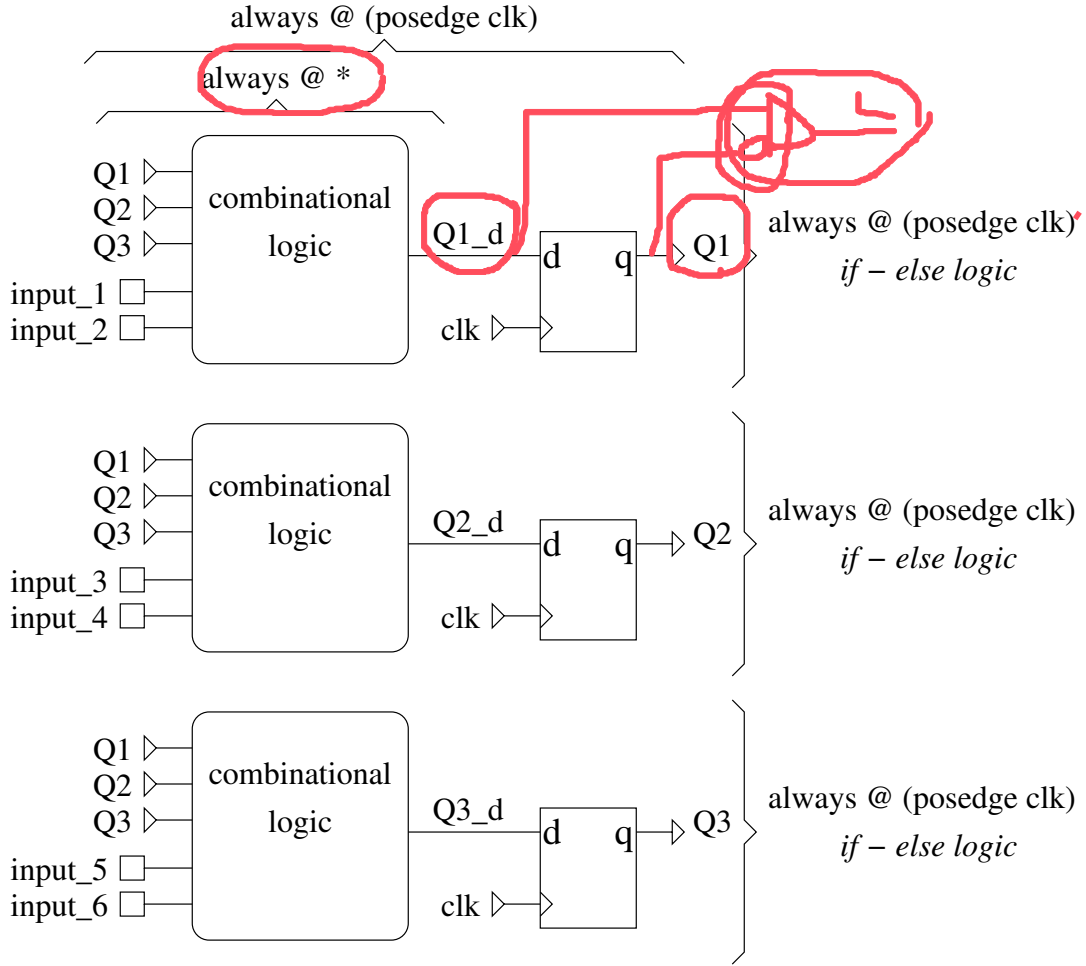 always @ (posedge clk)
always @ *
Q1
Q2
Q3
input_1
input_2
combinational
logic
Q1_d
d
q
clk
Q1
always @ (posedge clk)
if – else logic
Q1
Q2
Q3
input_3
input_4
combinational
logic
Q2_d
d
q
clk
Q2
always @ (posedge clk)
if – else logic
Q1
Q2
Q3
input_5
input_6
combinational
logic
Q3_d
d
q
clk
Q3
always @ (posedge clk)
if – else logic